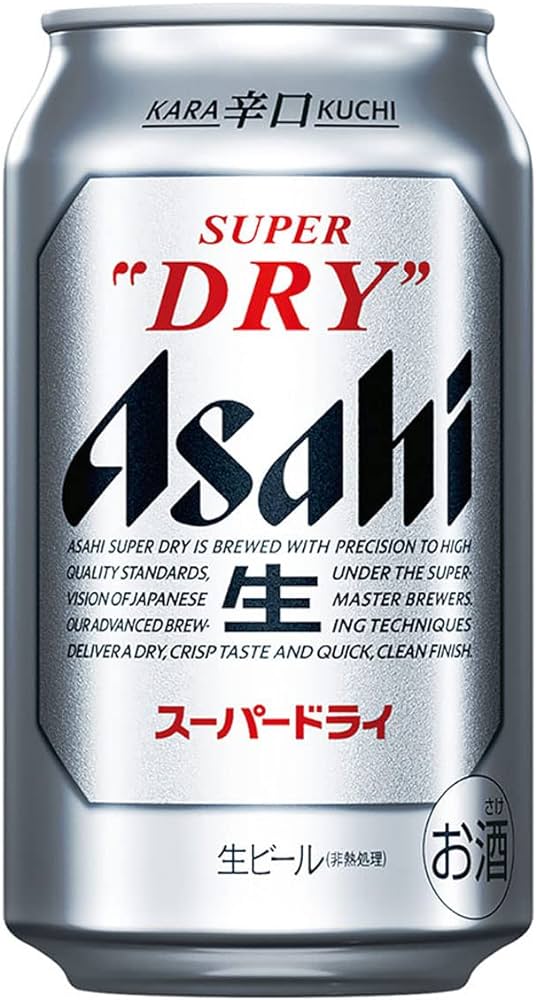 KARA 辛口 KUCHI
SUPER
"DRY"
Asahi
ASAHI SUPER DRY IS BREWED WITH PRECISION TO HIGH
QUALITY STANDARDS, UNDER THE SUPER-
VISION OF JAPANESE MASTER BREWERS.
OUR ADVANCED BREW- ING TECHNIQUES
DELIVER A DRY, CRISP TASTE AND QUICK, CLEAN FINISH.
生
スーパードライ
生ビール(非熱処理)
さけ
お酒